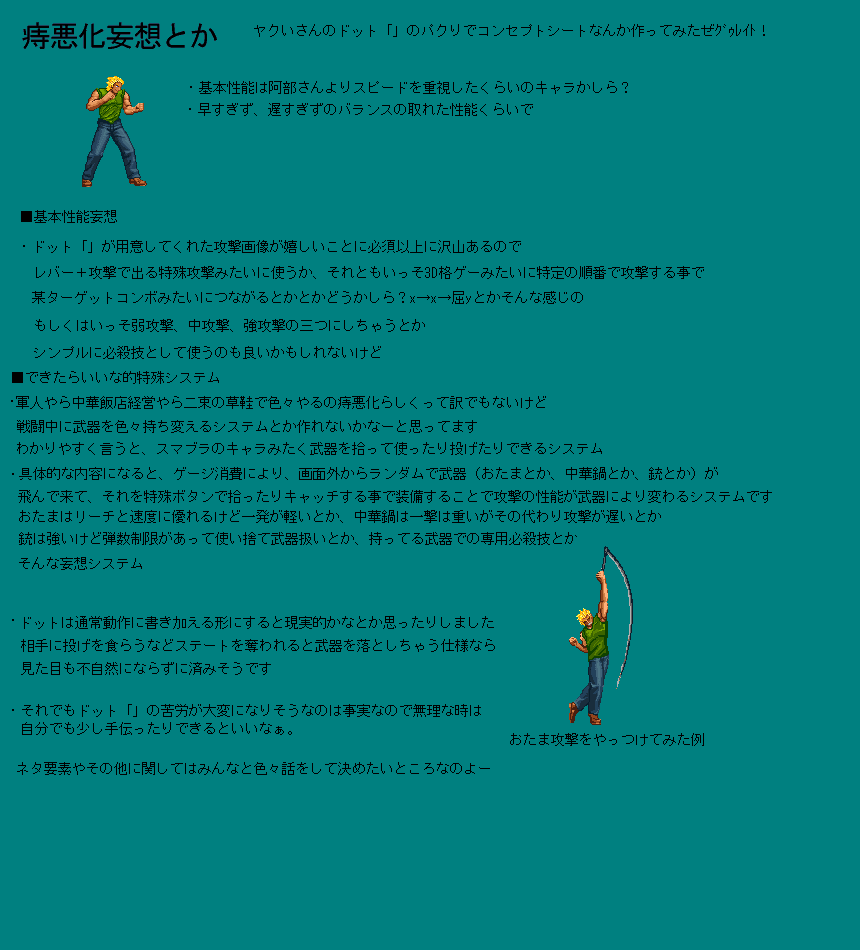 痔悪化妄想とか
ヤクいさんのドット「」のパクりでコンセプトシートなんか作ってみたぜｸﾞｩﾚｲﾄ！
・基本性能は阿部さんよりスピードを重視したくらいのキャラかしら？
・早すぎず、遅すぎずのバランスの取れた性能くらいで
■基本性能妄想
・ドット「」が用意してくれた攻撃画像が嬉しいことに必須以上に沢山あるので
レバー＋攻撃で出る特殊攻撃みたいに使うか、それともいっそ3D格ゲーみたいに特定の順番で攻撃する事で
某ターゲットコンボみたいにつながるとかとかどうかしら？x→x→屈yとかそんな感じの
もしくはいっそ弱攻撃、中攻撃、強攻撃の三つにしちゃうとか
シンプルに必殺技として使うのも良いかもしれないけど
■できたらいいな的特殊システム
・軍人やら中華飯店経営やら二束の草鞋で色々やるの痔悪化らしくって訳でもないけど
戦闘中に武器を色々持ち変えるシステムとか作れないかなーと思ってます
わかりやすく言うと、スマブラのキャラみたく武器を拾って使ったり投げたりできるシステム
・具体的な内容になると、ゲージ消費により、画面外からランダムで武器（おたまとか、中華鍋とか、銃とか）が
飛んで来て、それを特殊ボタンで拾ったりキャッチする事で装備することで攻撃の性能が武器により変わるシステムです
おたまはリーチと速度に優れるけど一発が軽いとか、中華鍋は一撃は重いがその代わり攻撃が遅いとか
銃は強いけど弾数制限があって使い捨て武器扱いとか、持ってる武器での専用必殺技とか
そんな妄想システム
・ドットは通常動作に書き加える形にすると現実的かなとか思ったりしました
相手に投げを食らうなどステートを奪われると武器を落としちゃう仕様なら
見た目も不自然にならずに済みそうです
・それでもドット「」の苦労が大変になりそうなのは事実なので無理な時は
自分でも少し手伝ったりできるといいなぁ。
おたま攻撃をやっつけてみた例
ネタ要素やその他に関してはみんなと色々話をして決めたいところなのよー